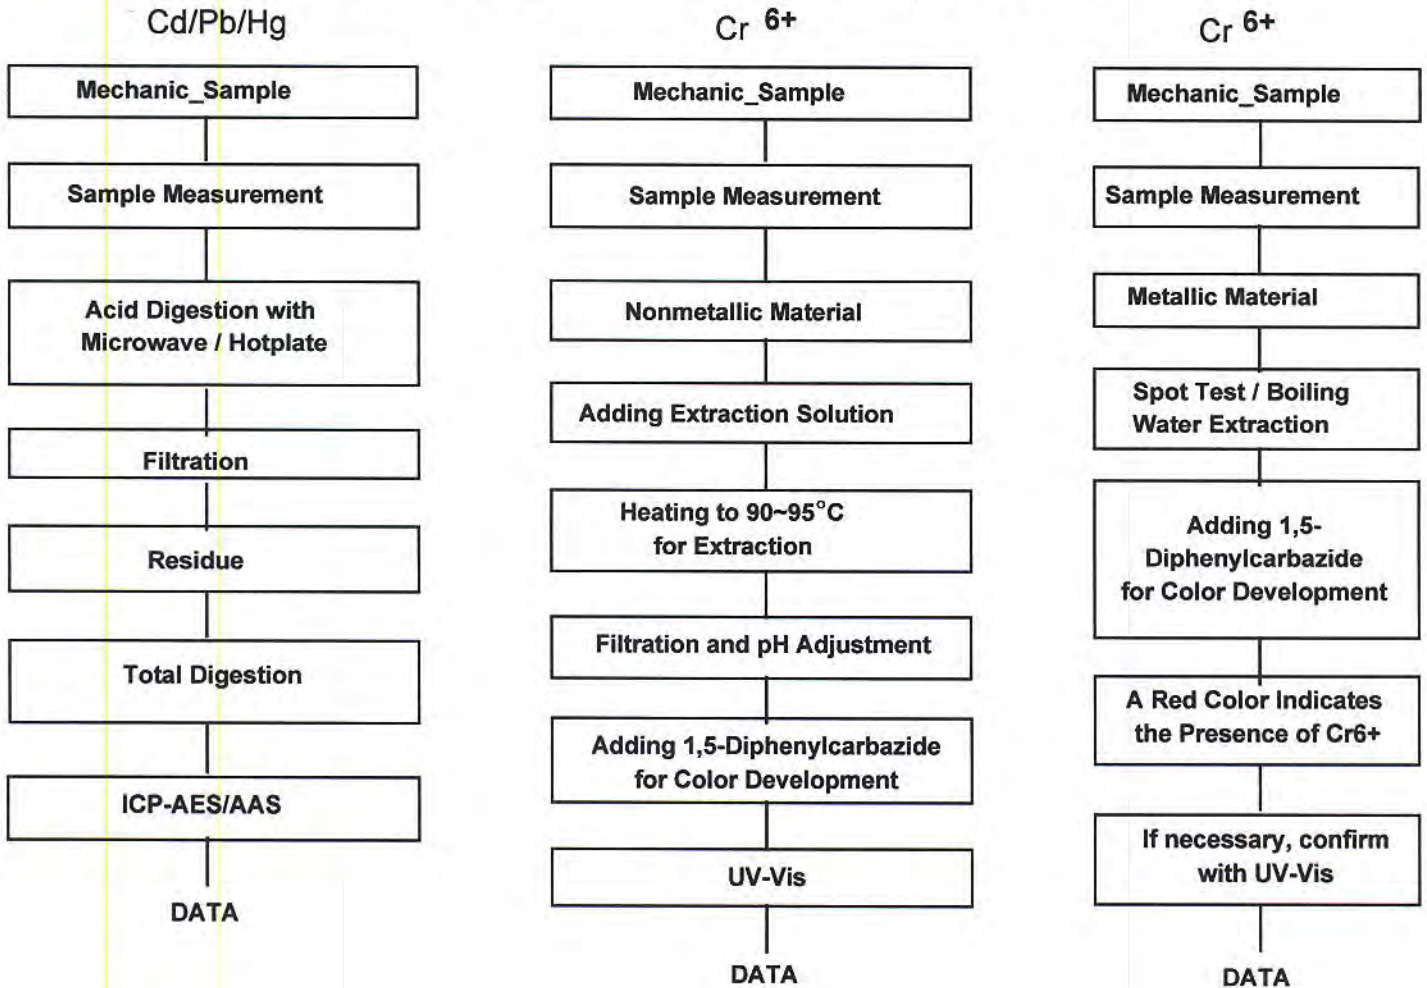 Cd/Pb/Hg
Mechanic_Sample
Sample Measurement
Acid Digestion with
Microwave / Hotplate
Filtration
Residue
Total Digestion
ICP-AES/AAS
DATA
Cr 6+
Mechanic_Sample
Sample Measurement
Nonmetallic Material
Adding Extraction Solution
Heating to 90~95°C
for Extraction
Filtration and pH Adjustment
Adding 1,5-Diphenylcarbazide
for Color Development
UV-Vis
DATA
Cr 6+
Mechanic_Sample
Sample Measurement
Metallic Material
Spot Test / Boiling
Water Extraction
Adding 1,5-
Diphenylcarbazide
for Color Development
A Red Color Indicates
the Presence of Cr6+
If necessary, confirm
with UV-Vis
DATA